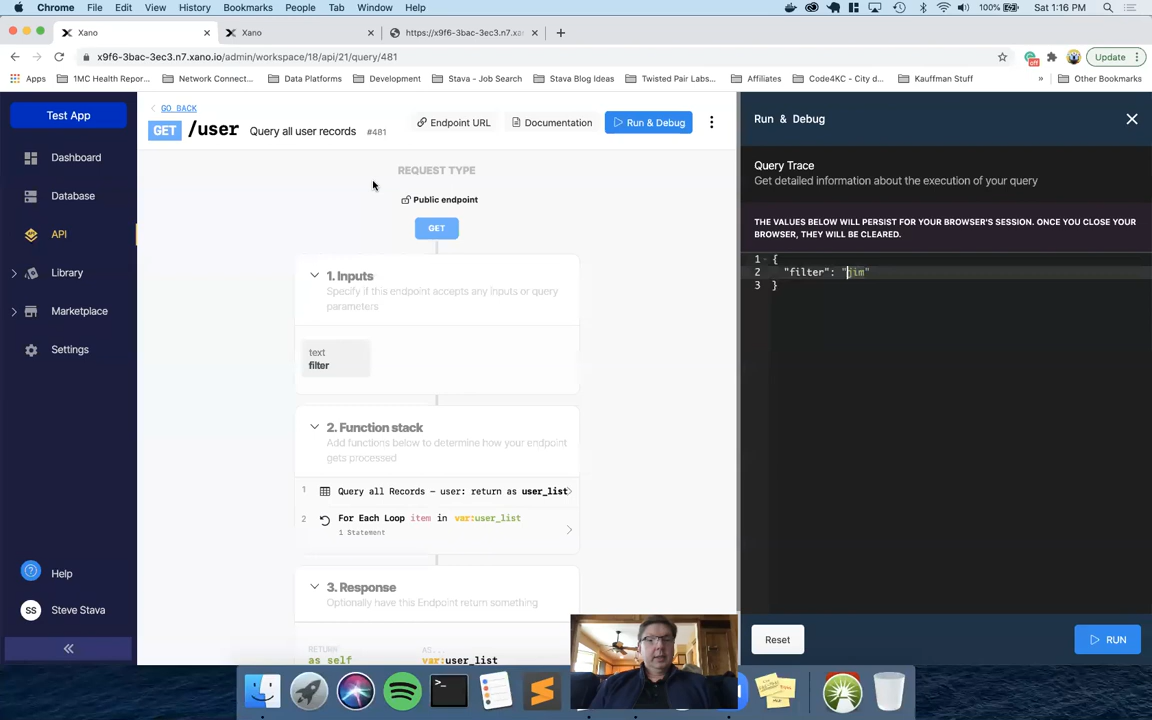 Chrome File Edit View History Bookmarks People Tab Window Help 100% Sat 1:16 PM
Xano
Xano
https://x9f6-3bac-3ec3.n7.xano
x9f6-3bac-3ec3.n7.xano.io/admin/workspace/18/api/21/query/481 Update
Apps 1MC Health Repor... Network Connect... Data Platforms Development Stava - Job Search Stava Blog Ideas Twisted Pair Labs... Affiliates Code4KC - City d... Kauffman Stuff » Other Bookmarks
Test App
Dashboard
Database
API
Library
Marketplace
Settings
Help
SS Steve Stava
GO BACK
GET /user Query all user records #481
Endpoint URL Documentation Run & Debug
REQUEST TYPE
Public endpoint
GET
1. Inputs
Specify if this endpoint accepts any inputs or query
parameters
text
filter
2. Function stack
Add functions below to determine how your endpoint
gets processed
1 Query all Records – user: return as user_list
2 For Each Loop item in var:user_list
1 Statement
3. Response
Optionally have this Endpoint return something
RETURN AS...
as self var:user_list
Run & Debug
Query Trace
Get detailed information about the execution of your query
THE VALUES BELOW WILL PERSIST FOR YOUR BROWSER'S SESSION. ONCE YOU CLOSE YOUR
BROWSER, THEY WILL BE CLEARED.
1 {
2 "filter": "jim"
3 }
Reset RUN